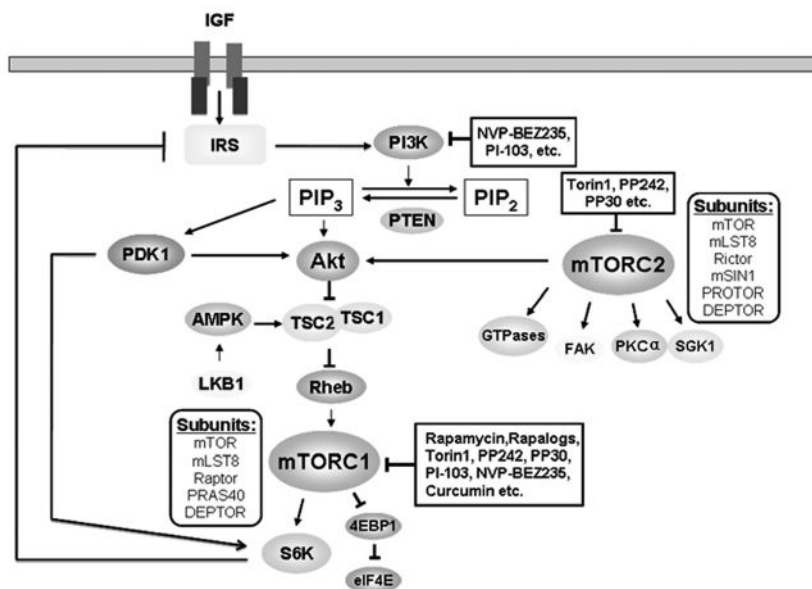 IGF
IRS
PI3K
NVP-BEZ235,
PI-103, etc.
PIP3
PIP2
PTEN
Torin1, PP242,
PP30 etc.
Subunits:
mTOR
mLST8
Rictor
mSIN1
PROTOR
DEPTOR
PDK1
Akt
mTORC2
AMPK
TSC2
TSC1
GTPases
FAK
PKCα
SGK1
LKB1
Rheb
Subunits:
mTOR
mLST8
Raptor
PRAS40
DEPTOR
mTORC1
Rapamycin,Rapalogs,
Torin1, PP242, PP30,
PI-103, NVP-BEZ235,
Curcumin etc.
4EBP1
S6K
eIF4E